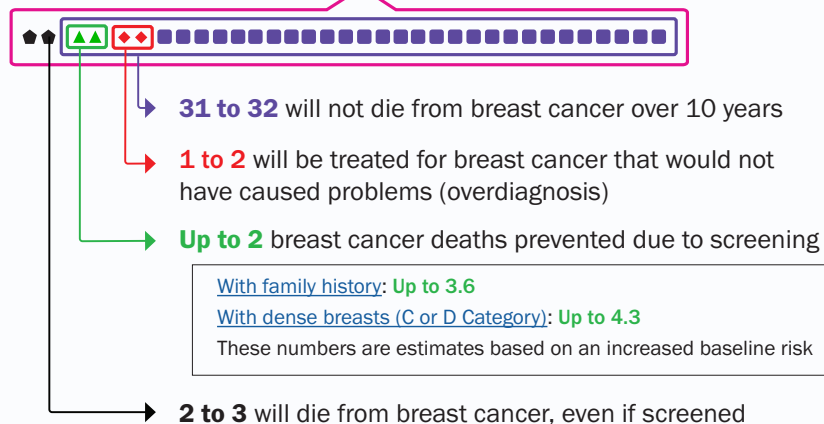 31 to 32 will not die from breast cancer over 10 years
1 to 2 will be treated for breast cancer that would not
have caused problems (overdiagnosis)
Up to 2 breast cancer deaths prevented due to screening
With family history: Up to 3.6
With dense breasts (C or D Category): Up to 4.3
These numbers are estimates based on an increased baseline risk
2 to 3 will die from breast cancer, even if screened